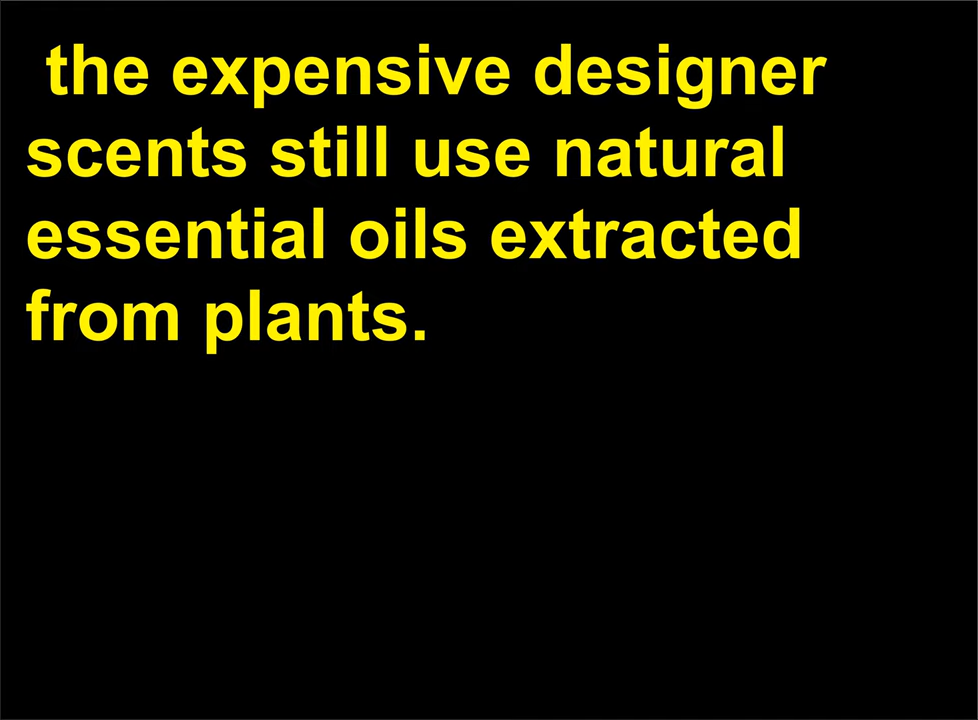 the expensive designer
scents still use natural
essential oils extracted
from plants.